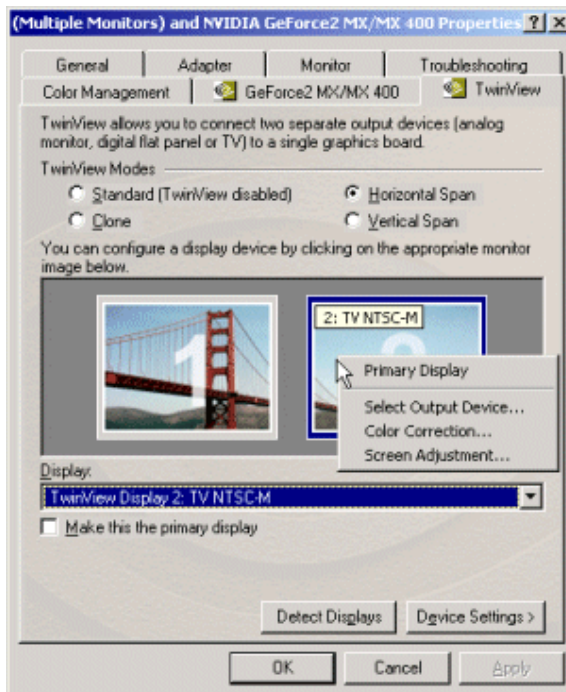 (Multiple Monitors) and NVIDIA GeForce2 MX/MX 400 Properties
General Adapter Monitor Troubleshooting
Color Management GeForce2 MX/MX 400 TwinView
TwinView allows you to connect two separate output devices (analog
monitor, digital flat panel or TV) to a single graphics board.
TwinView Modes
Standard (TwinView disabled) Horizontal Span
Clone Vertical Span
You can configure a display device by clicking on the appropriate monitor
image below.
1
2
2: TV NTSC-M
Primary Display
Select Output Device...
Color Correction...
Screen Adjustment...
Display:
TwinView Display 2: TV NTSC-M
Make this the primary display
Detect Displays Device Settings >
OK Cancel Apply